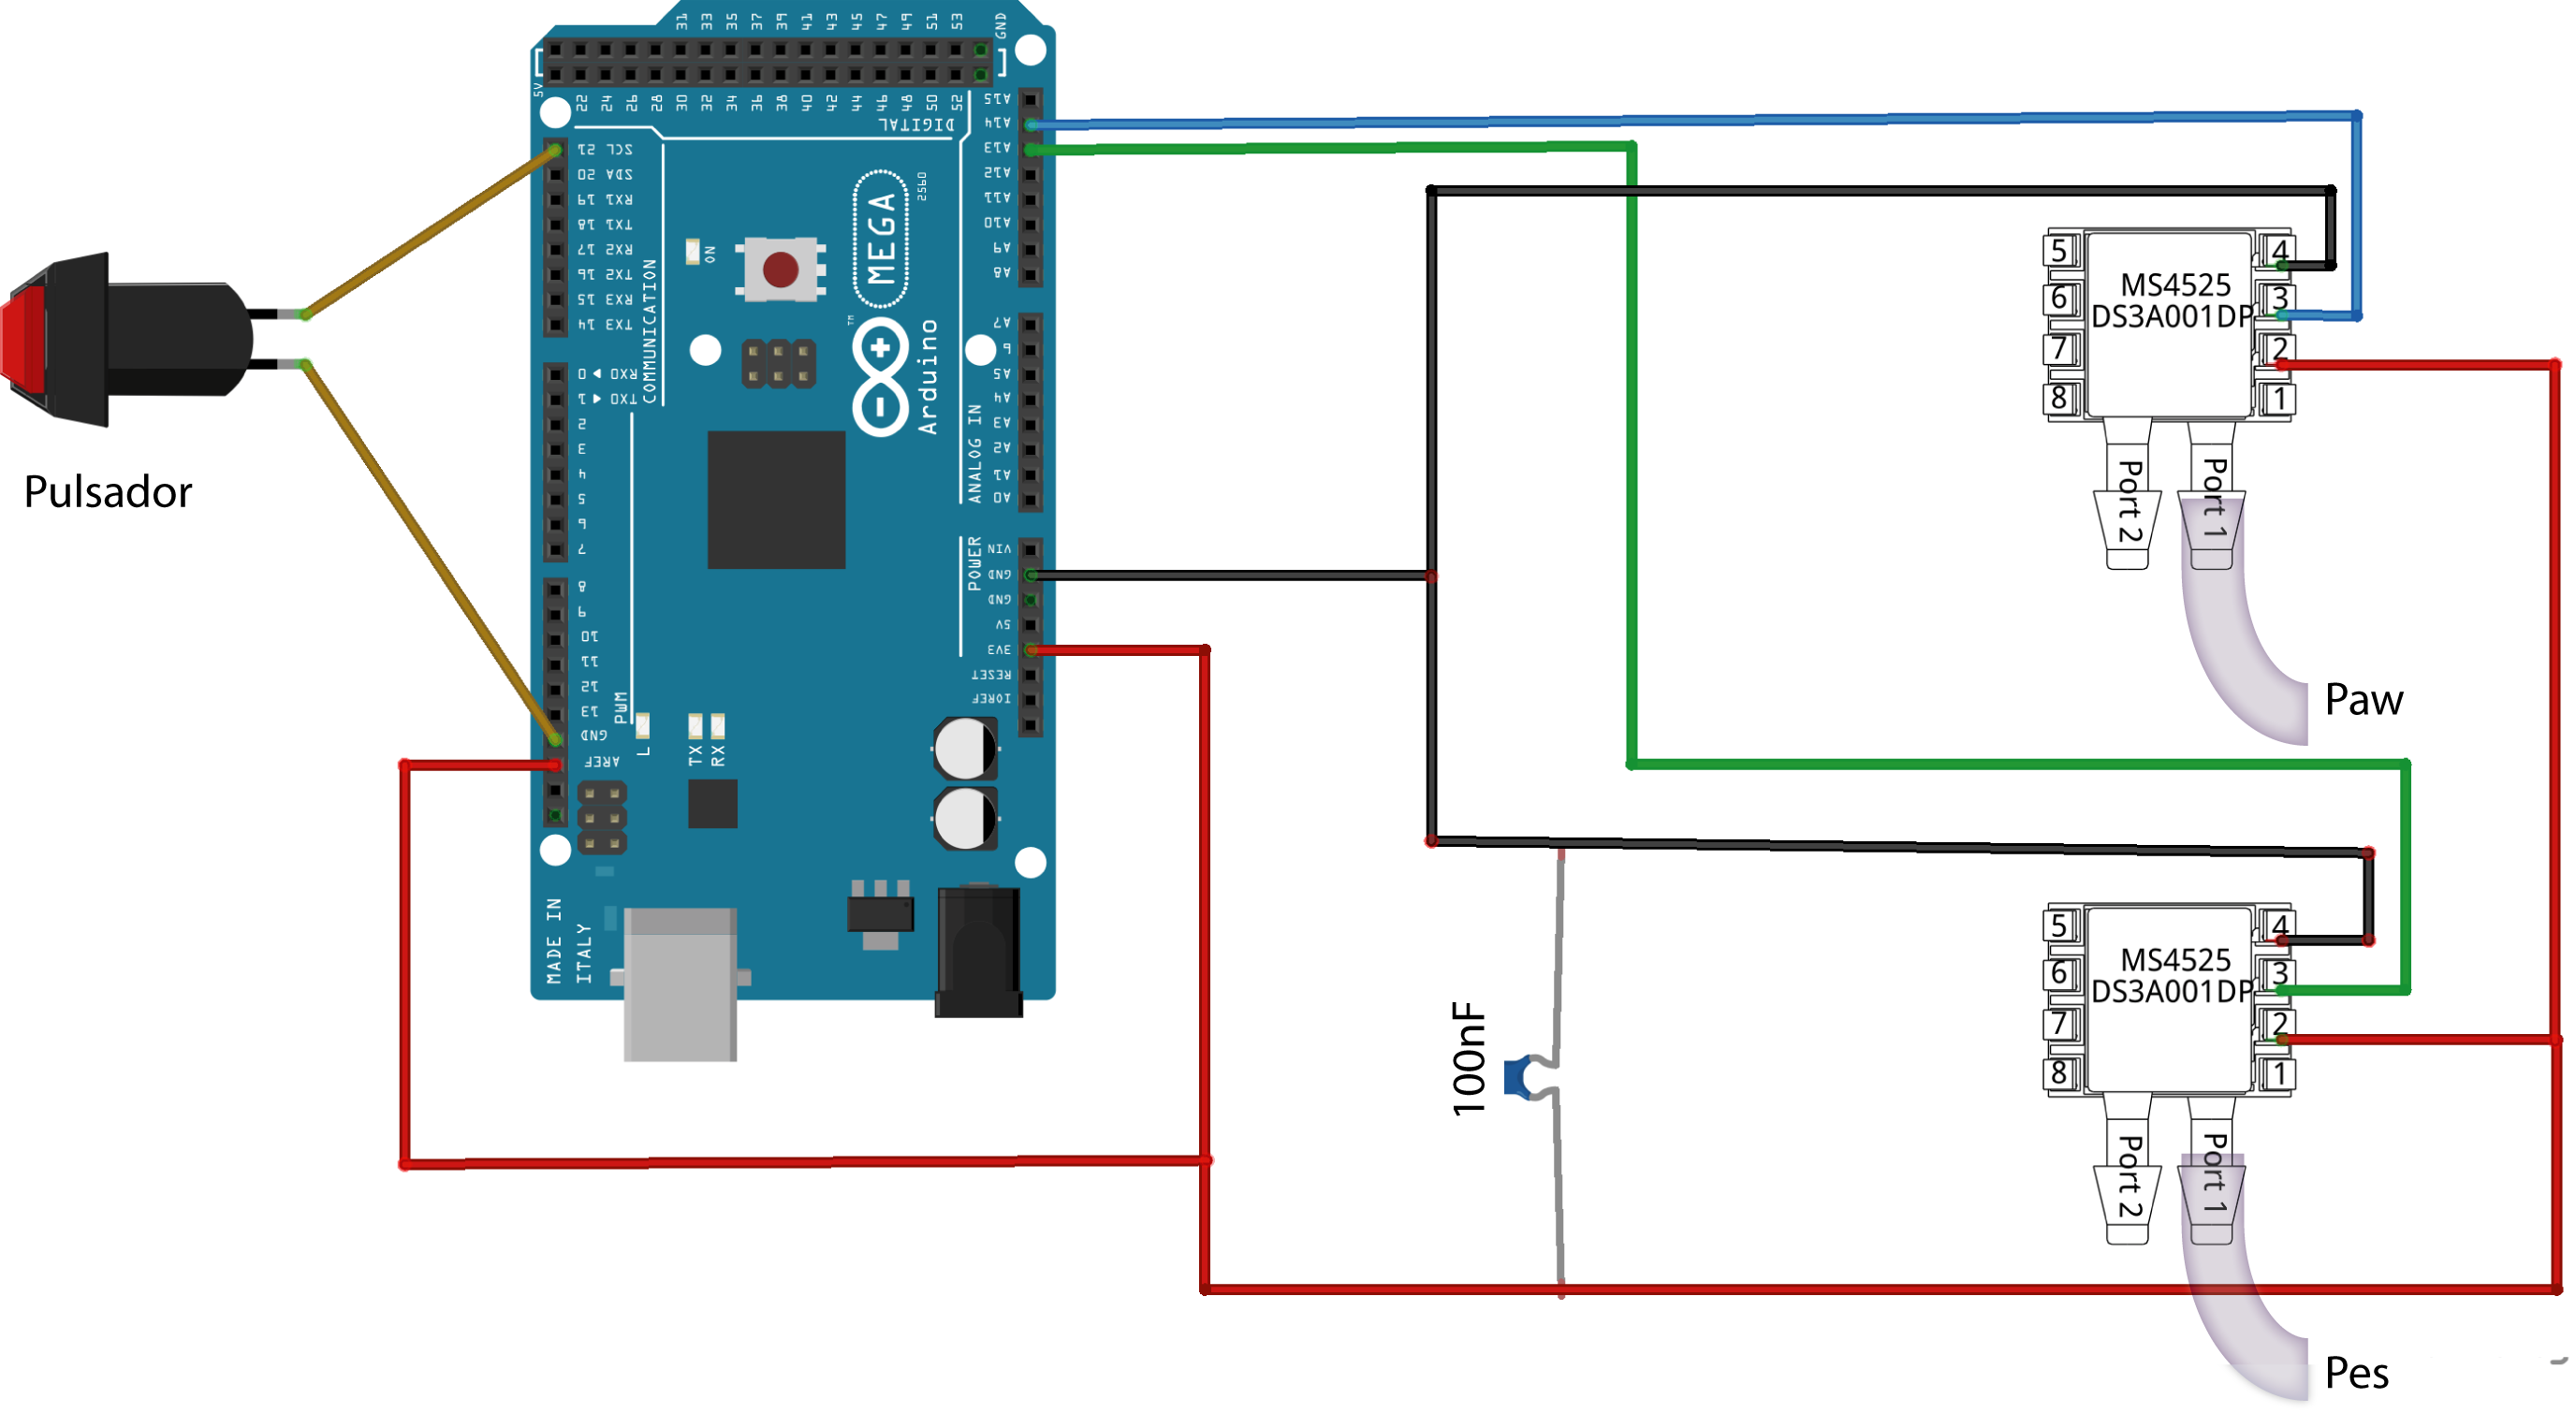 31 33 35 37 39 41 43 45 47 49 51 53 GND
5V 22 24 26 28 30 32 34 36 38 40 42 44 46 48 50 52
DIGITAL
21 SCL
20 SDA
19 RX1
18 TX1
17 RX2
16 TX2
15 RX3
14 TX3
0 ◀ RX0
1 ▶ TX0
2
3
4
5
6
7
8
9
10
11
12
13
GND
AREF
COMMUNICATION
PWM
ON
MEGA
2560
TM
Arduino
L
TX
RX
MADE IN
ITALY
A15
A14
A13
A12
A11
A10
A9
A8
A7
6
A5
A4
A3
A2
A1
A0
ANALOG IN
VIN
GND
GND
5V
3V3
RESET
IOREF
POWER
Pulsador
100nF
5 4
6 3
7 2
8 1
MS4525
DS3A001DP
Port 2
Port 1
Paw
5 4
6 3
7 2
8 1
MS4525
DS3A001DP
Port 2
Port 1
Pes